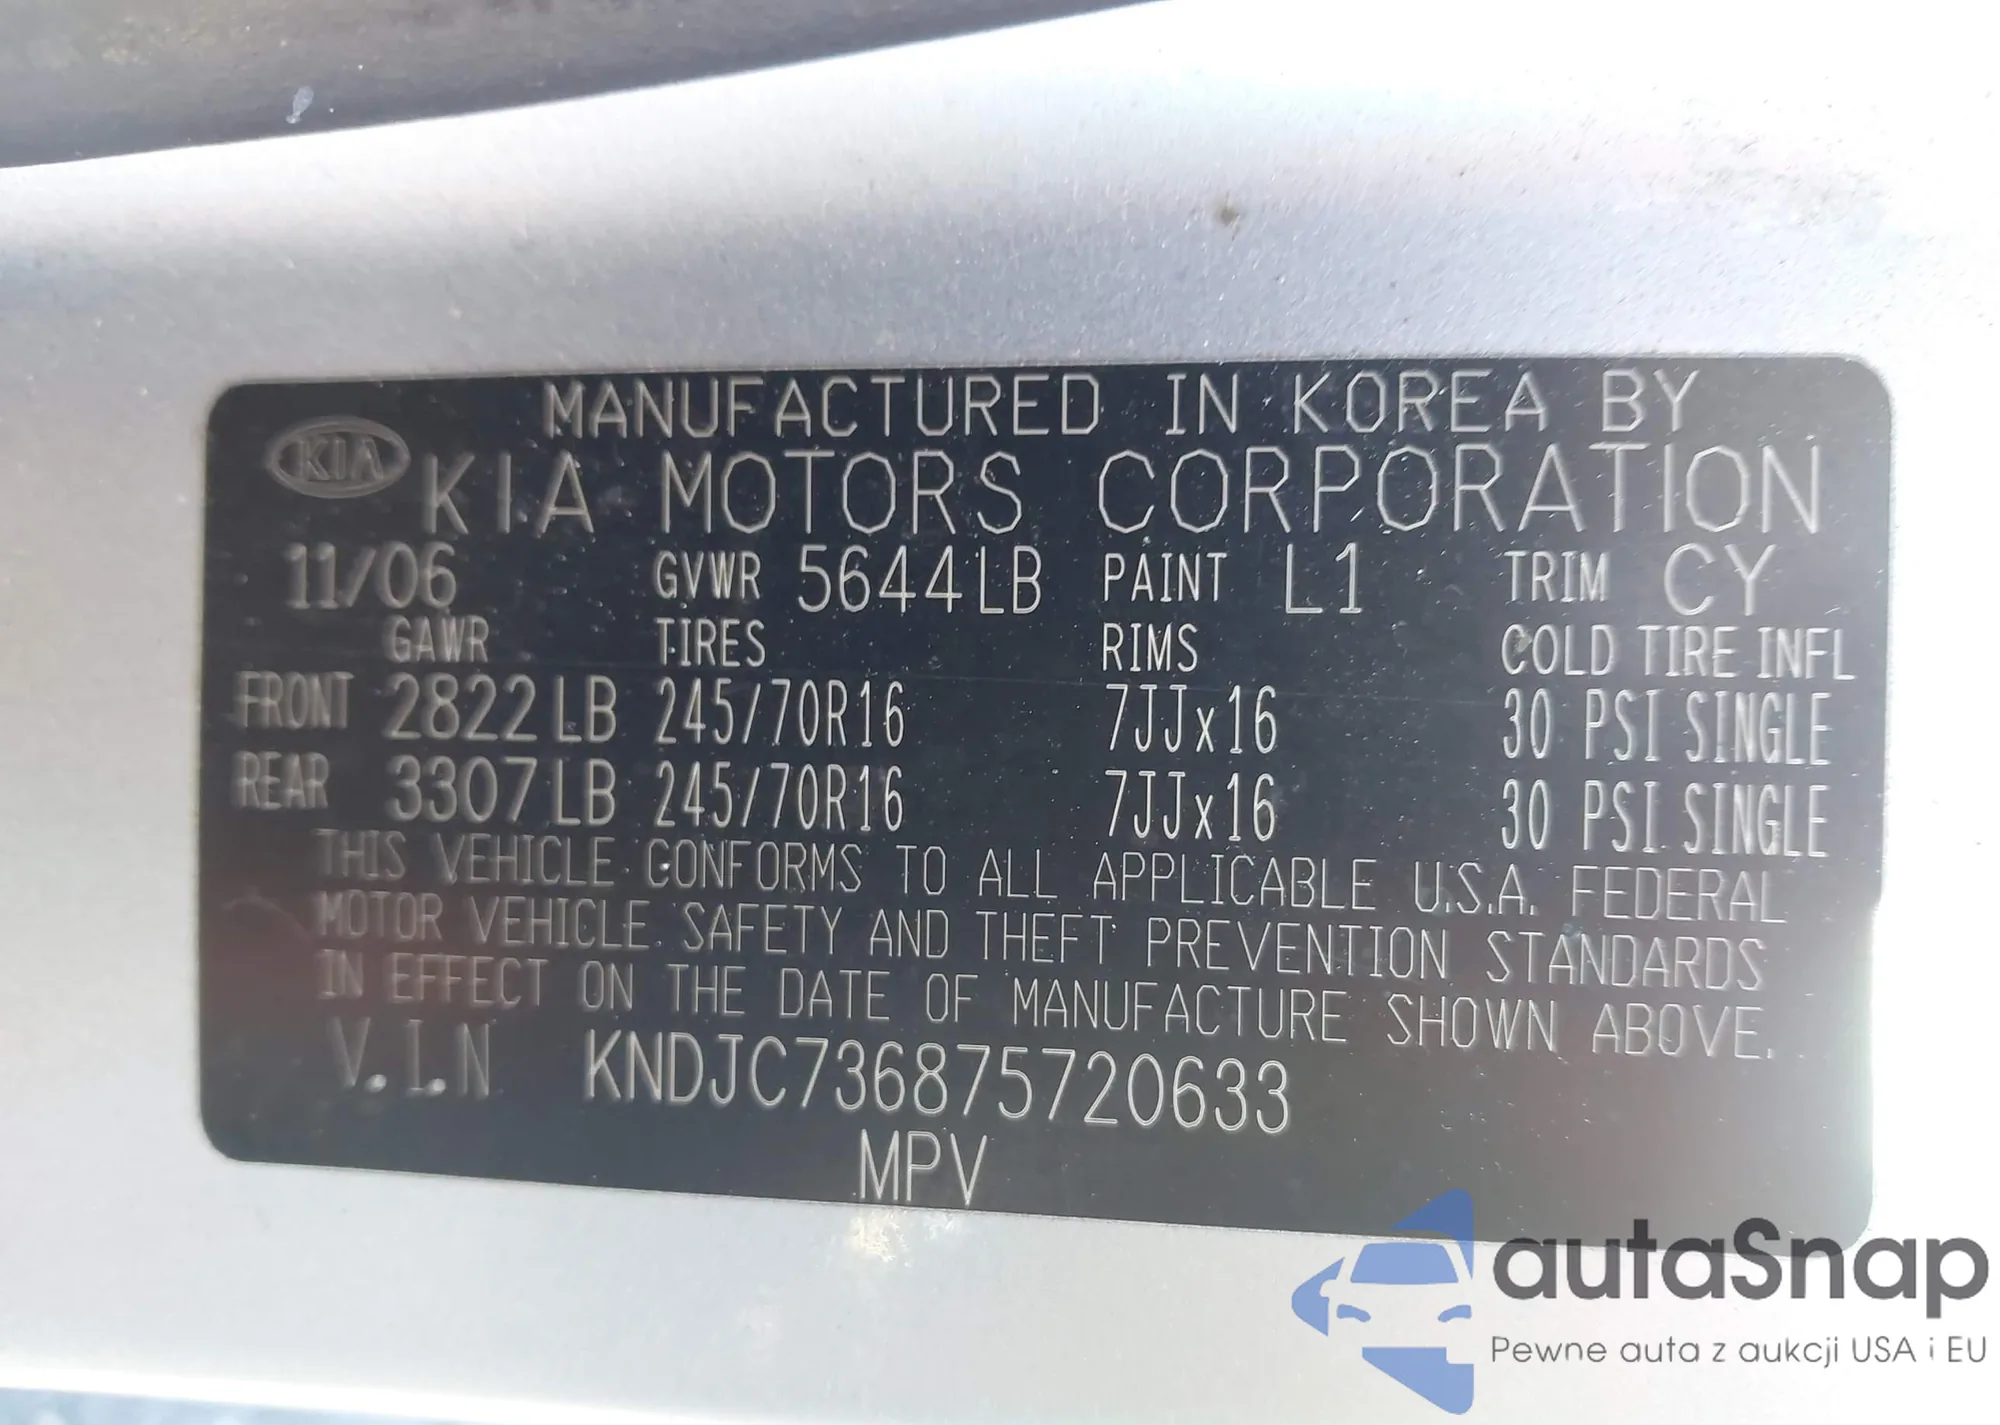 MANUFACTURED IN KOREA BY
KIA KIA MOTORS CORPORATION
11/06 GVWR 5644LB PAINT L1 TRIM CY
GAWR TIRES RIMS COLD TIRE INFL
FRONT 2822LB 245/70R16 7JJx16 30 PSI SINGLE
REAR 3307LB 245/70R16 7JJx16 30 PSI SINGLE
THIS VEHICLE CONFORMS TO ALL APPLICABLE U.S.A. FEDERAL
MOTOR VEHICLE SAFETY AND THEFT PREVENTION STANDARDS
IN EFFECT ON THE DATE OF MANUFACTURE SHOWN ABOVE.
V.I.N KNDJC736875720633
MPV
autaSnap
Pewne auta z aukcji USA i EU